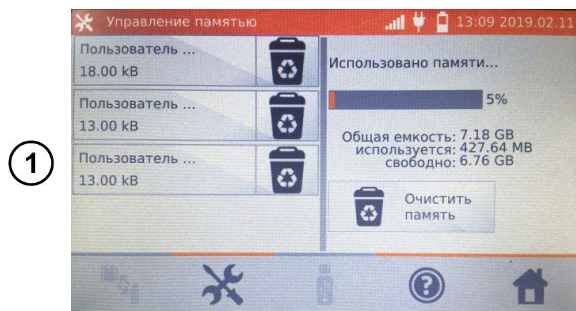 Управление памятью
13:09 2019.02.11
Пользователь ...
18.00 kB
Пользователь ...
13.00 kB
Пользователь ...
13.00 kB
Использовано памяти...
5%
Общая емкость: 7.18 GB
используется: 427.64 MB
свободно: 6.76 GB
Очистить
память
1
?